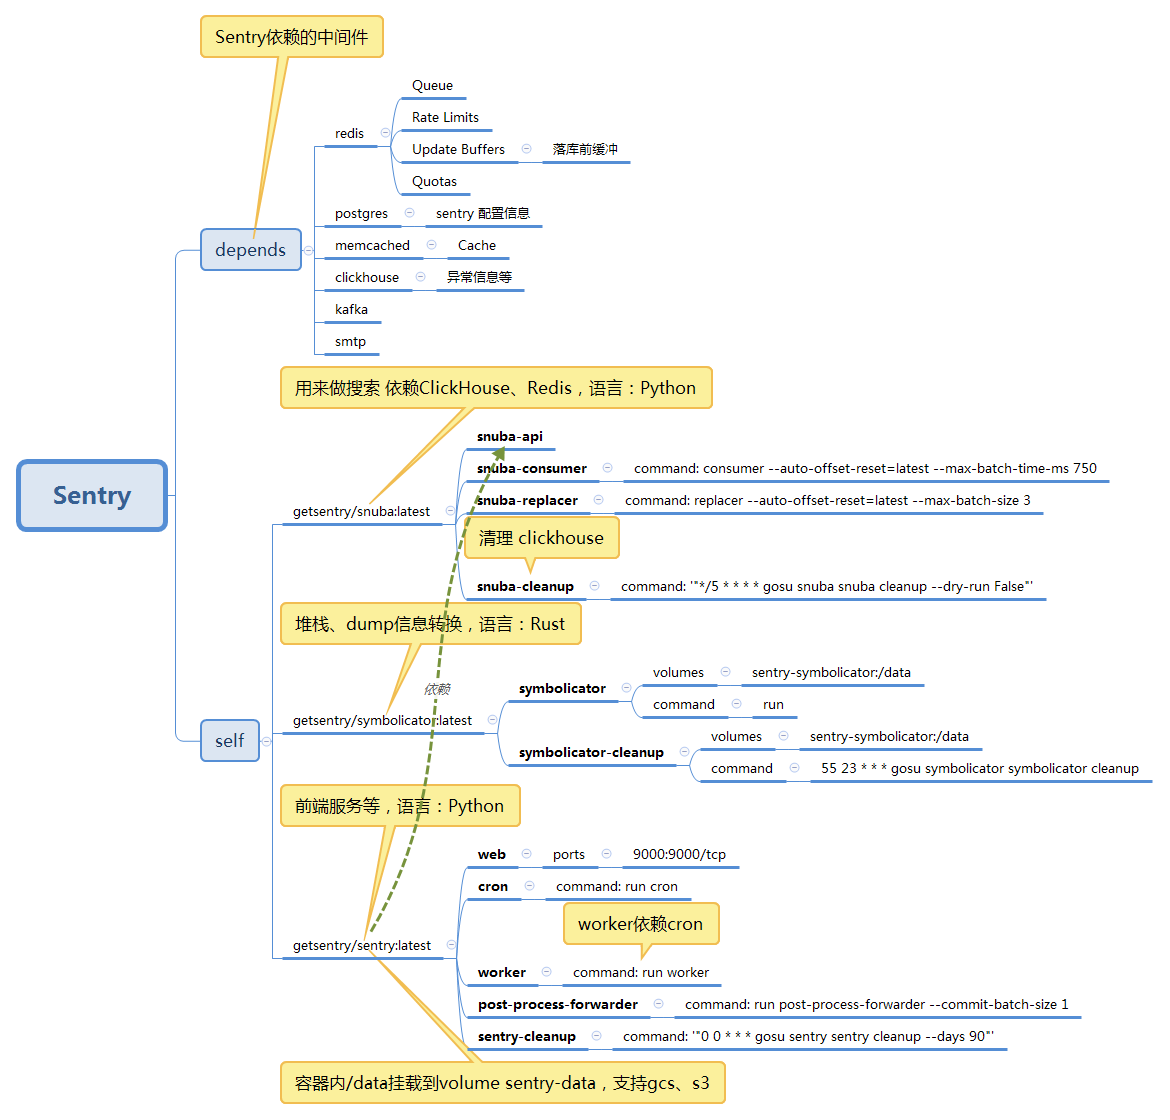 Sentry依赖的中间件
Queue
Rate Limits
redis
Update Buffers
落库前缓冲
Quotas
postgres
sentry 配置信息
depends
memcached
Cache
clickhouse
异常信息等
kafka
smtp
用来做搜索 依赖ClickHouse、Redis，语言：Python
snuba-api
Sentry
snuba-consumer
command: consumer --auto-offset-reset=latest --max-batch-time-ms 750
getsentry/snuba:latest
snuba-replacer
command: replacer --auto-offset-reset=latest --max-batch-size 3
清理 clickhouse
snuba-cleanup
command: '"*/5 * * * * gosu snuba snuba cleanup --dry-run False"'
堆栈、dump信息转换，语言：Rust
依赖
symbolicator
volumes
sentry-symbolicator:/data
command
run
getsentry/symbolicator:latest
self
symbolicator-cleanup
volumes
sentry-symbolicator:/data
command
55 23 * * * gosu symbolicator symbolicator cleanup
前端服务等，语言：Python
web
ports
9000:9000/tcp
cron
command: run cron
worker依赖cron
getsentry/sentry:latest
worker
command: run worker
post-process-forwarder
command: run post-process-forwarder --commit-batch-size 1
sentry-cleanup
command: '"0 0 * * * gosu sentry sentry cleanup --days 90"'
容器内/data挂载到volume sentry-data，支持gcs、s3